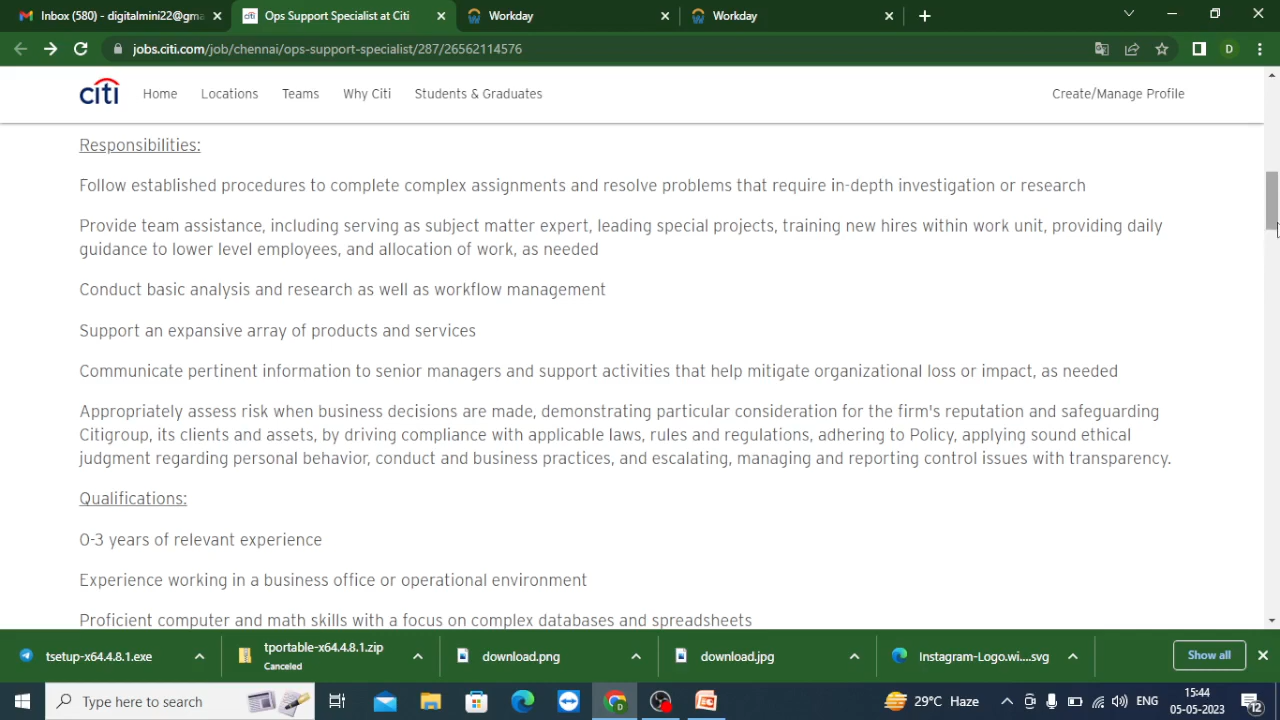 Inbox (580) - digitalmini22@gma
Ops Support Specialist at Citi
Workday
Workday
jobs.citi.com/job/chennai/ops-support-specialist/287/26562114576
D
citi
Home
Locations
Teams
Why Citi
Students & Graduates
Create/Manage Profile
Responsibilities:
Follow established procedures to complete complex assignments and resolve problems that require in-depth investigation or research
Provide team assistance, including serving as subject matter expert, leading special projects, training new hires within work unit, providing daily
guidance to lower level employees, and allocation of work, as needed
Conduct basic analysis and research as well as workflow management
Support an expansive array of products and services
Communicate pertinent information to senior managers and support activities that help mitigate organizational loss or impact, as needed
Appropriately assess risk when business decisions are made, demonstrating particular consideration for the firm's reputation and safeguarding
Citigroup, its clients and assets, by driving compliance with applicable laws, rules and regulations, adhering to Policy, applying sound ethical
judgment regarding personal behavior, conduct and business practices, and escalating, managing and reporting control issues with transparency.
Qualifications:
0-3 years of relevant experience
Experience working in a business office or operational environment
Proficient computer and math skills with a focus on complex databases and spreadsheets
tsetup-x64.4.8.1.exe
tportable-x64.4.8.1.zip
Canceled
download.png
download.jpg
Instagram-Logo.wi....svg
Show all
Type here to search
29°C Haze
ENG
15:44
05-05-2023
12